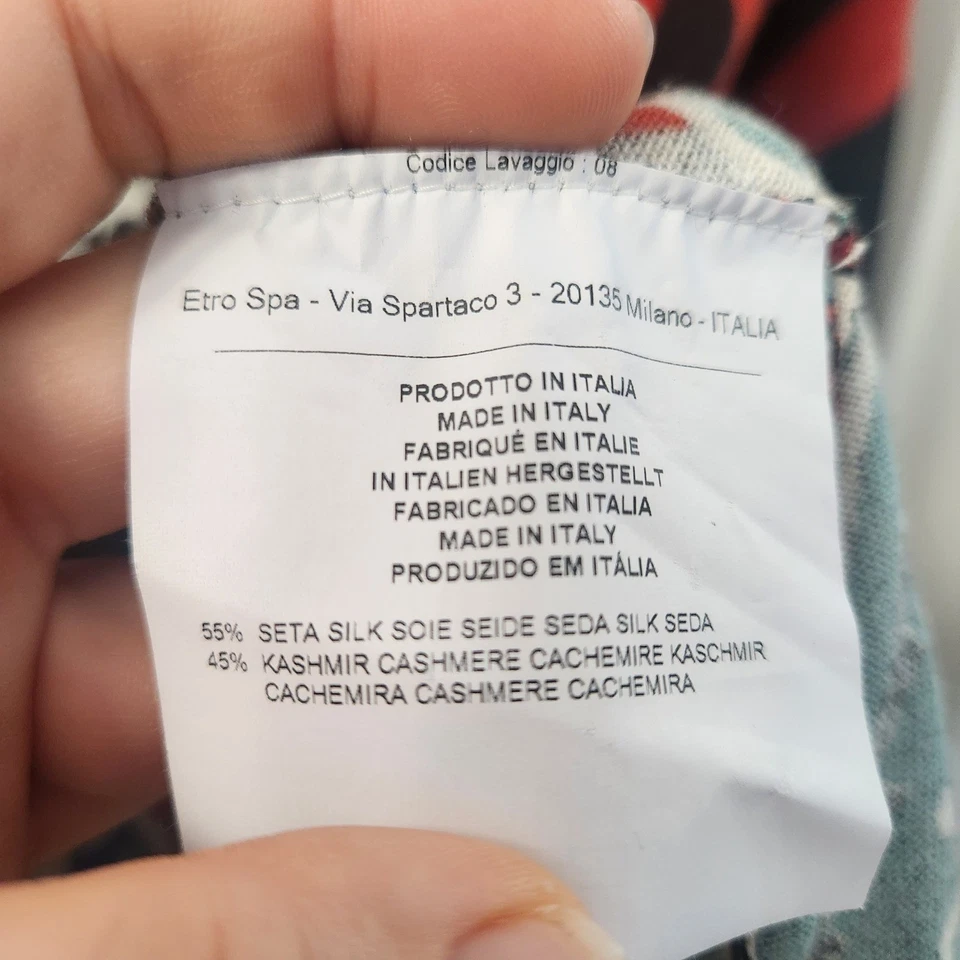 Codice Lavaggio : 08
Etro Spa - Via Spartaco 3 - 20135 Milano - ITALIA
PRODOTTO IN ITALIA
MADE IN ITALY
FABRIQUÉ EN ITALIE
IN ITALIEN HERGESTELLT
FABRICADO EN ITALIA
MADE IN ITALY
PRODUZIDO EM ITÁLIA
55% SETA SILK SOIE SEIDE SEDA SILK SEDA
45% KASHMIR CASHMERE CACHEMIRE KASCHMIR
CACHEMIRA CASHMERE CACHEMIRA